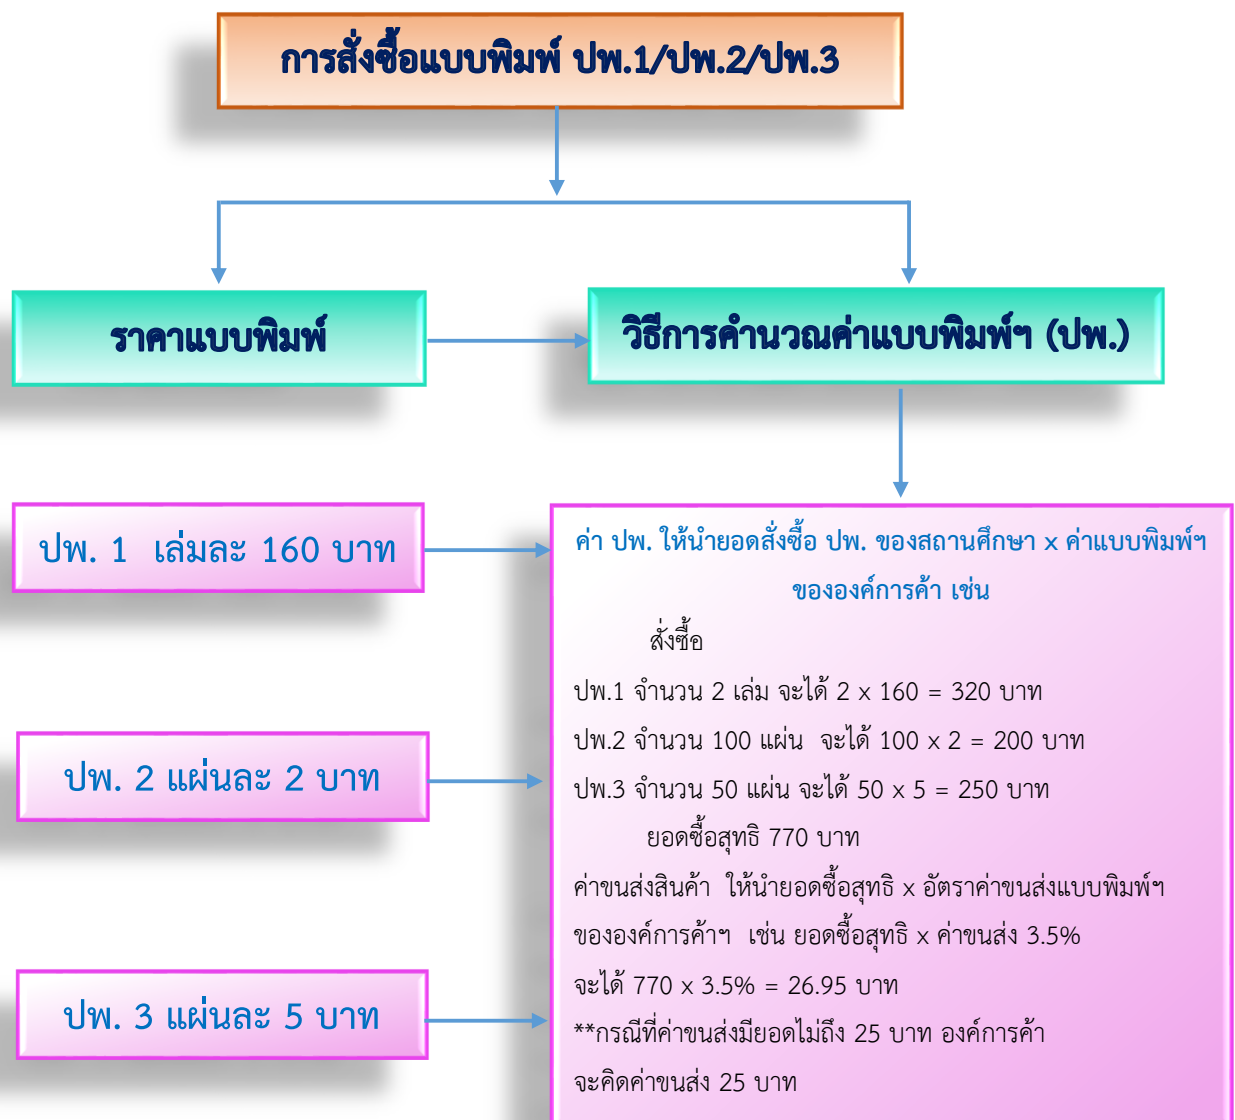 การสั่งซื้อแบบพิมพ์ ปพ.1/ปพ.2/ปพ.3
ราคาแบบพิมพ์
วิธีการคำนวณค่าแบบพิมพ์ฯ (ปพ.)
ปพ. 1 เล่มละ 160 บาท
ปพ. 2 แผ่นละ 2 บาท
ปพ. 3 แผ่นละ 5 บาท
ค่า ปพ. ให้นำยอดสั่งซื้อ ปพ. ของสถานศึกษา x ค่าแบบพิมพ์ฯ
ขององค์การค้า เช่น
สั่งซื้อ
ปพ.1 จำนวน 2 เล่ม จะได้ 2 x 160 = 320 บาท
ปพ.2 จำนวน 100 แผ่น จะได้ 100 x 2 = 200 บาท
ปพ.3 จำนวน 50 แผ่น จะได้ 50 x 5 = 250 บาท
ยอดซื้อสุทธิ 770 บาท
ค่าขนส่งสินค้า ให้นำยอดซื้อสุทธิ x อัตราค่าขนส่งแบบพิมพ์ฯ
ขององค์การค้าฯ เช่น ยอดซื้อสุทธิ x ค่าขนส่ง 3.5%
จะได้ 770 x 3.5% = 26.95 บาท
**กรณีที่ค่าขนส่งมียอดไม่ถึง 25 บาท องค์การค้า
จะคิดค่าขนส่ง 25 บาท